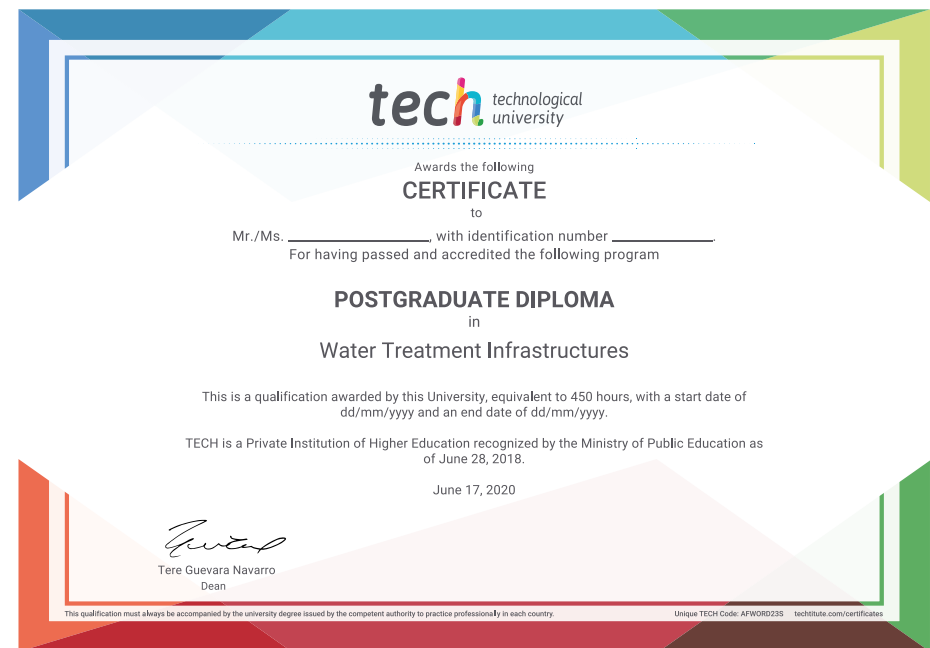 tech technological
university
Awards the following
CERTIFICATE
to
Mr./Ms. ____________________, with identification number ______________.
For having passed and accredited the following program
POSTGRADUATE DIPLOMA
in
Water Treatment Infrastructures
This is a qualification awarded by this University, equivalent to 450 hours, with a start date of
dd/mm/yyyy and an end date of dd/mm/yyyy.
TECH is a Private Institution of Higher Education recognized by the Ministry of Public Education as
of June 28, 2018.
June 17, 2020
Tere Guevara Navarro
Dean
This qualification must always be accompanied by the university degree issued by the competent authority to practice professionally in each country. Unique TECH Code: AFWORD23S techtitute.com/certificates